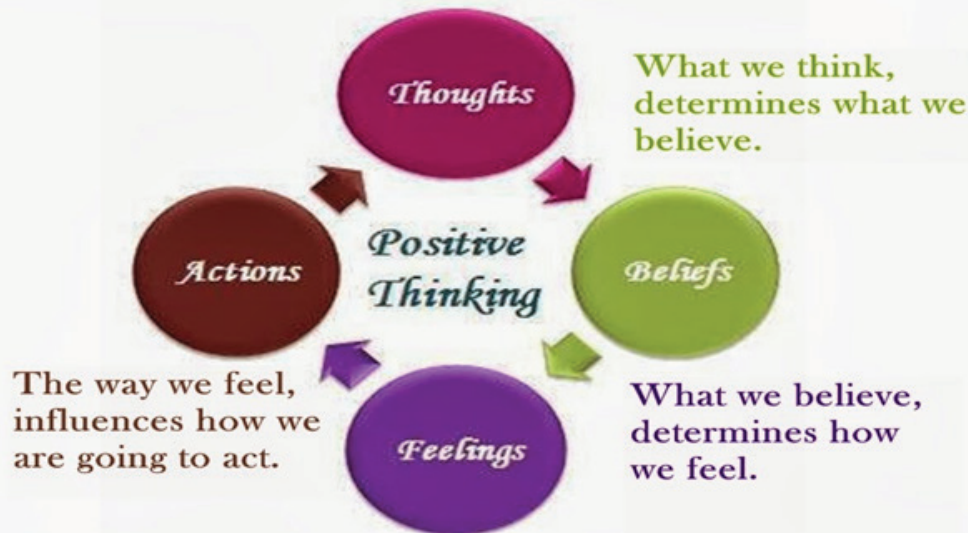 Thoughts
What we think,
determines what we
believe.
Actions
Positive
Thinking
Beliefs
The way we feel,
influences how we
are going to act.
Feelings
What we believe,
determines how
we feel.